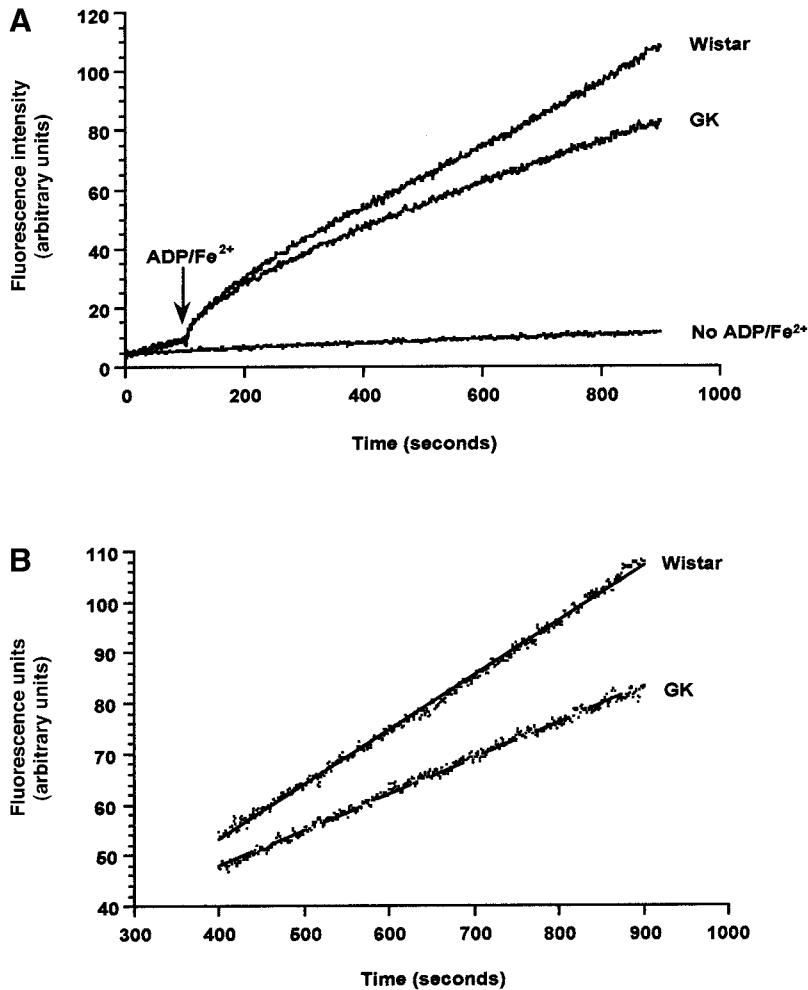 A
120
100
80
60
40
20
0
Fluorescence intensity
(arbitrary units)
Wistar
GK
ADP/Fe²⁺
No ADP/Fe²⁺
0 200 400 600 800 1000
Time (seconds)
B
110
100
90
80
70
60
50
40
Fluorescence units
(arbitrary units)
Wistar
GK
300 400 500 600 700 800 900 1000
Time (seconds)